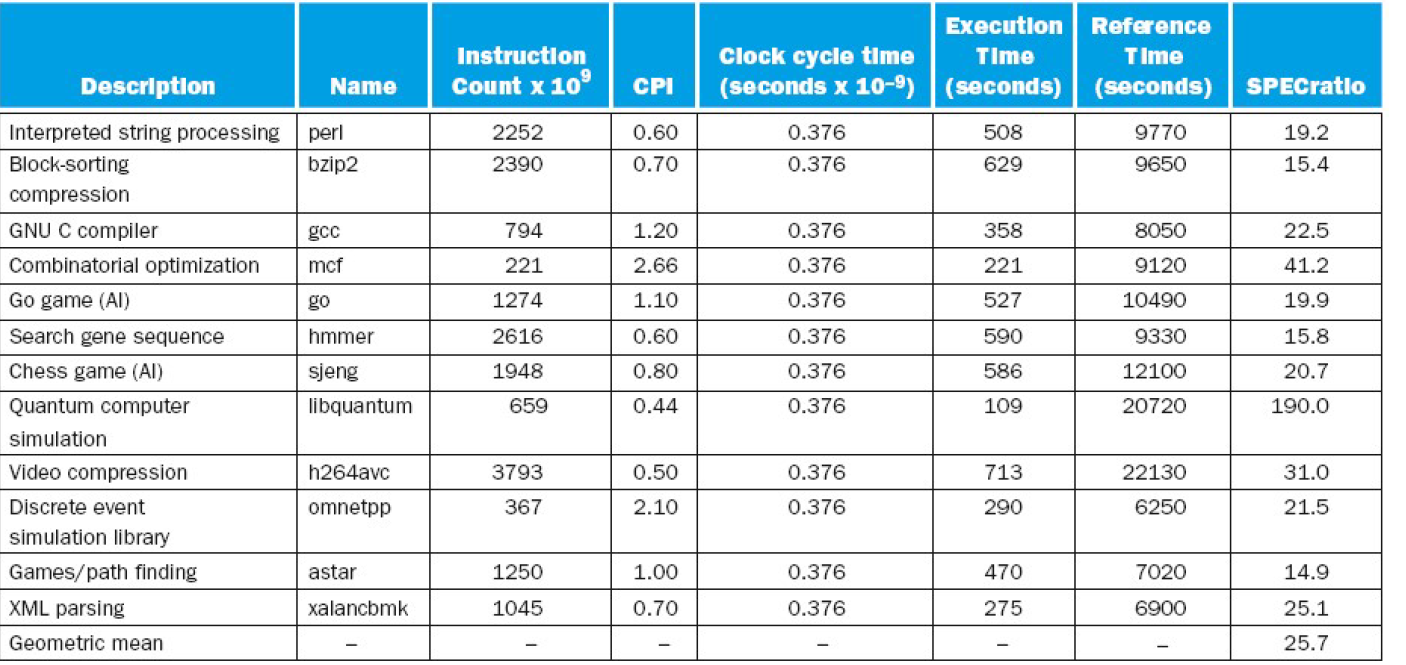 Description Name Instruction Count x 10^9 CPI Clock cycle time (seconds x 10^–9) Execution Time (seconds) Reference Time (seconds) SPECratio
Interpreted string processing perl 2252 0.60 0.376 508 9770 19.2
Block-sorting compression bzip2 2390 0.70 0.376 629 9650 15.4
GNU C compiler gcc 794 1.20 0.376 358 8050 22.5
Combinatorial optimization mcf 221 2.66 0.376 221 9120 41.2
Go game (AI) go 1274 1.10 0.376 527 10490 19.9
Search gene sequence hmmer 2616 0.60 0.376 590 9330 15.8
Chess game (AI) sjeng 1948 0.80 0.376 586 12100 20.7
Quantum computer simulation libquantum 659 0.44 0.376 109 20720 190.0
Video compression h264avc 3793 0.50 0.376 713 22130 31.0
Discrete event simulation library omnetpp 367 2.10 0.376 290 6250 21.5
Games/path finding astar 1250 1.00 0.376 470 7020 14.9
XML parsing xalancbmk 1045 0.70 0.376 275 6900 25.1
Geometric mean – – – – – – 25.7